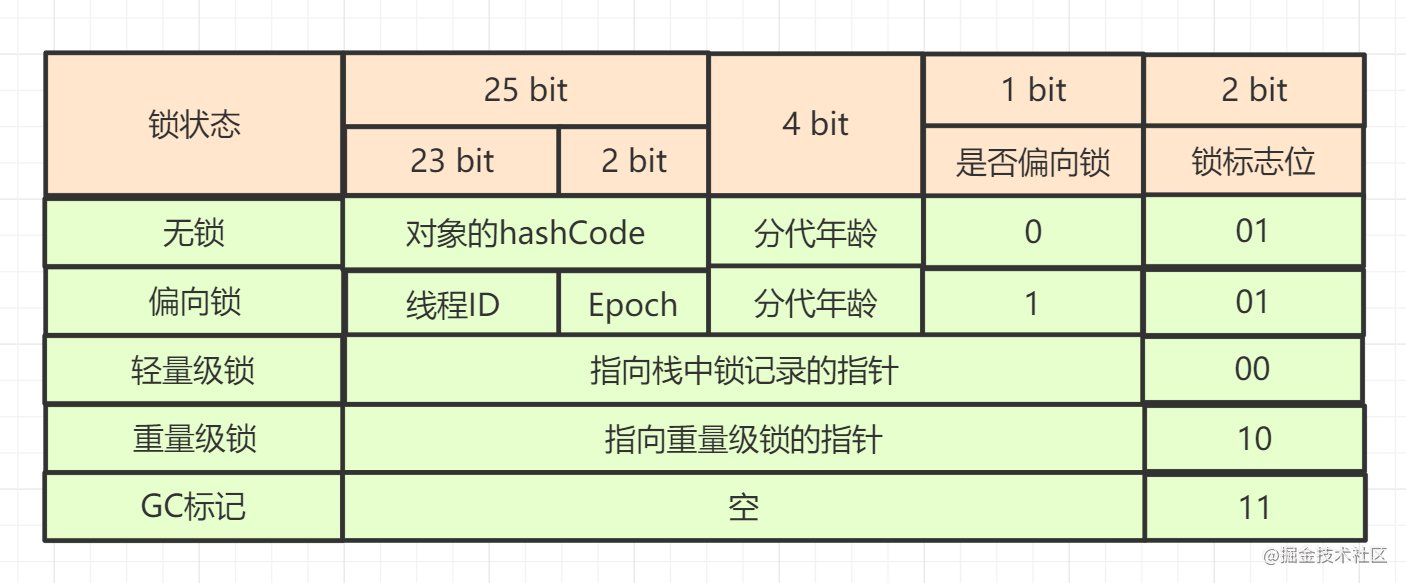 锁状态 25 bit 4 bit 1 bit 2 bit
23 bit 2 bit 是否偏向锁 锁标志位
无锁 对象的hashCode 分代年龄 0 01
偏向锁 线程ID Epoch 分代年龄 1 01
轻量级锁 指向栈中锁记录的指针 00
重量级锁 指向重量级锁的指针 10
GC标记 空 11
@掘金技术社区